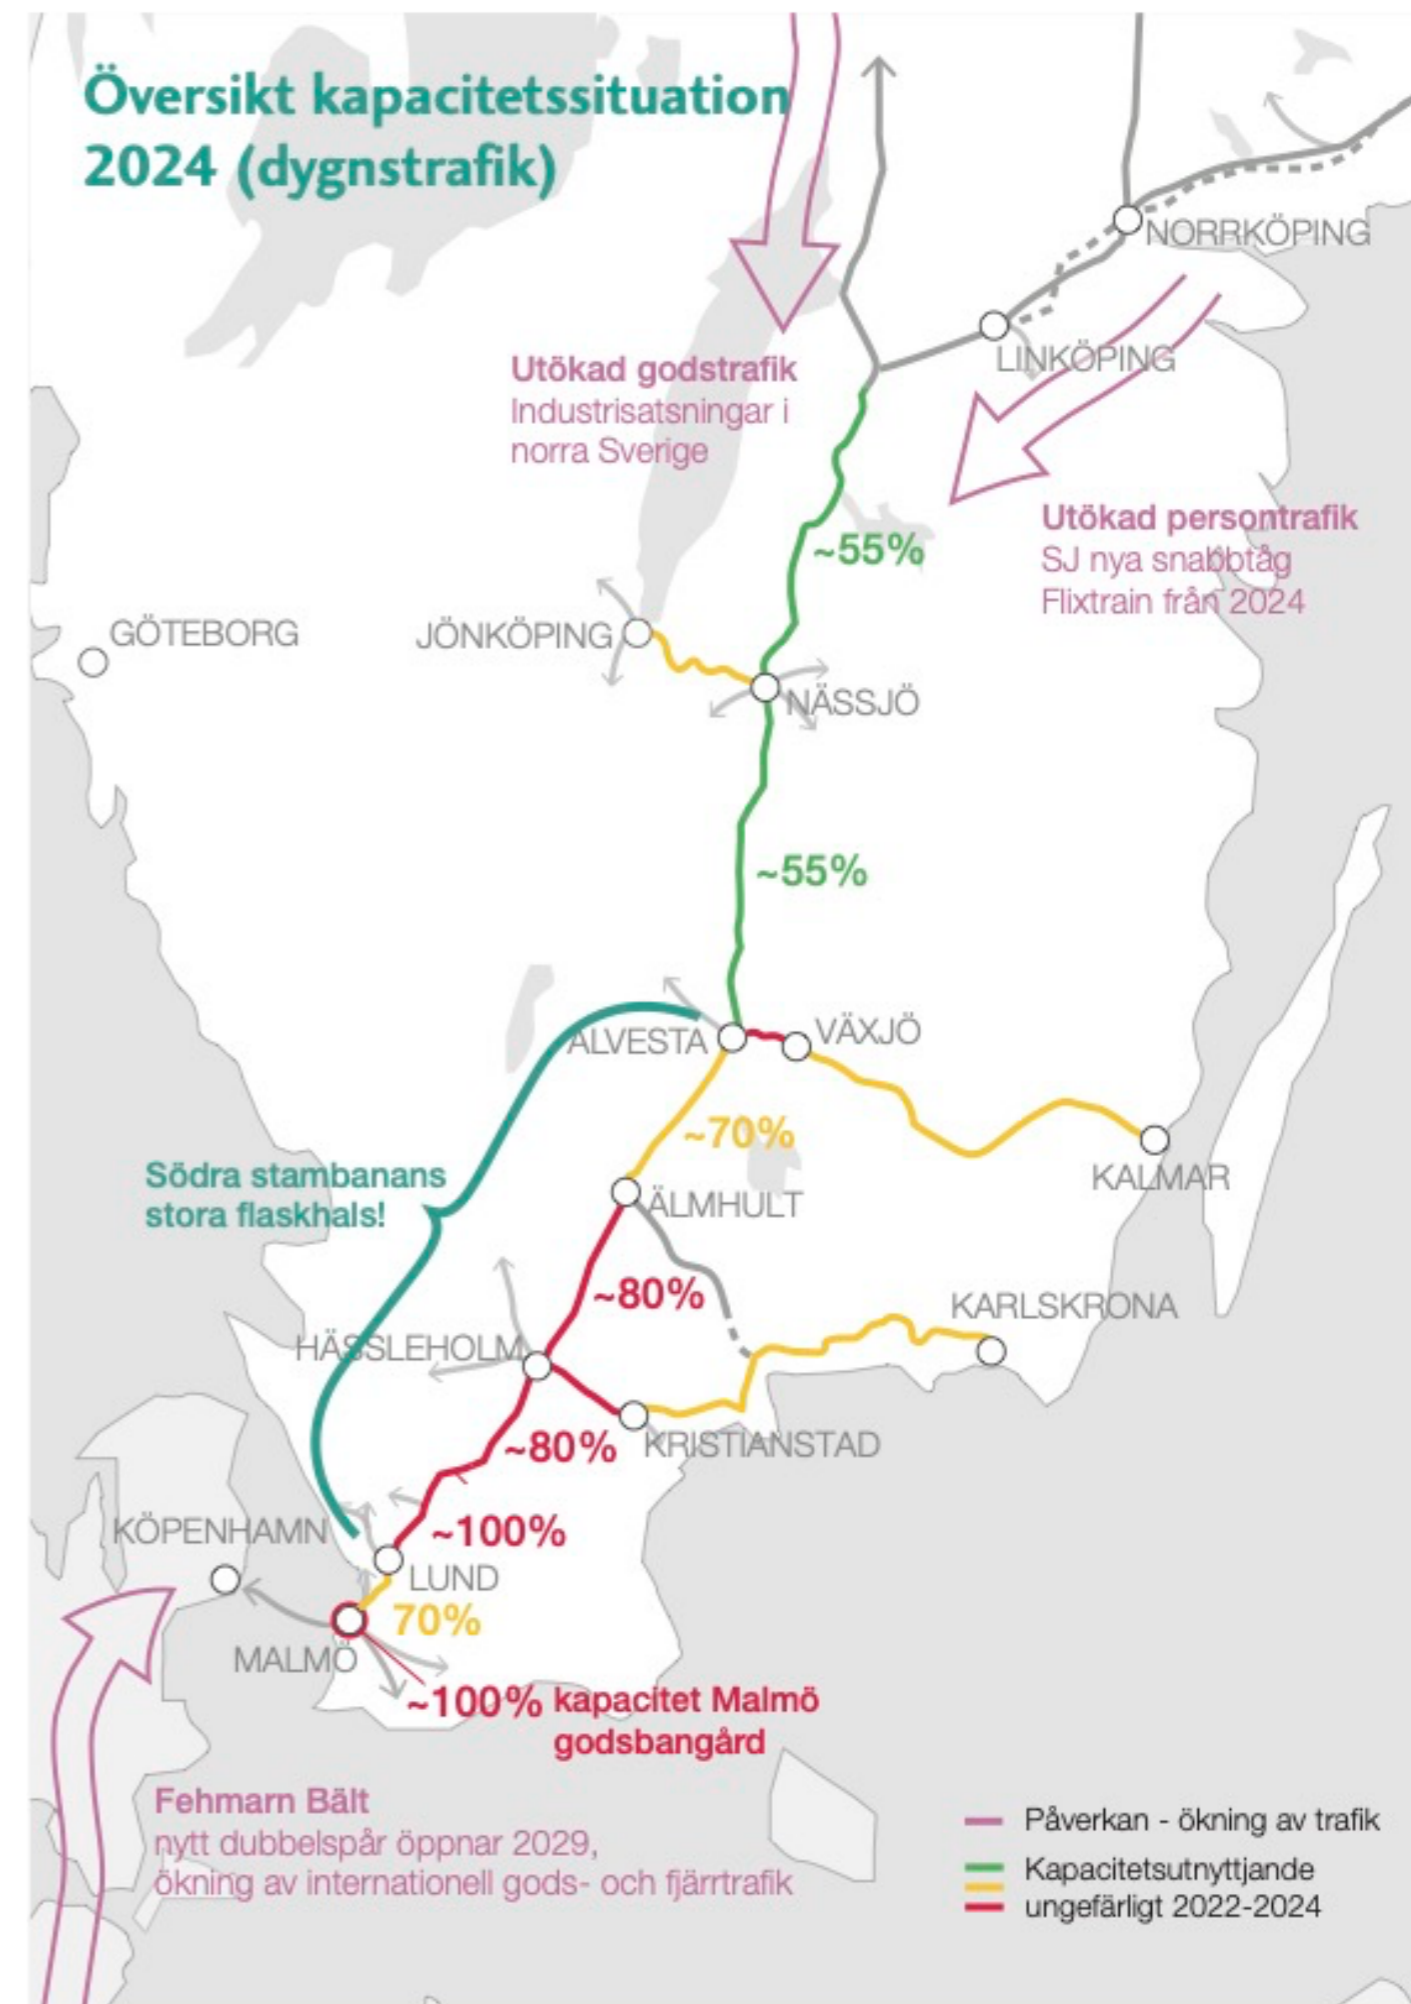 Översikt kapacitetssituation
2024 (dygnstrafik)
NORRKÖPING
LINKÖPING
Utökad godstrafik
Industrisatsningar i
norra Sverige
Utökad persontrafik
SJ nya snabbtåg
Flixtrain från 2024
~55%
GÖTEBORG
JÖNKÖPING
NÄSSJÖ
~55%
ALVESTA
VÄXJÖ
~70%
KALMAR
Södra stambanans
stora flaskhals!
ÄLMHULT
~80%
KARLSKRONA
HÄSSLEHOLM
~80%
KRISTIANSTAD
~100%
KÖPENHAMN
LUND
70%
MALMÖ
~100% kapacitet Malmö
godsbangård
Fehmarn Bält
nytt dubbelspår öppnar 2029,
ökning av internationell gods- och fjärrtrafik
Påverkan - ökning av trafik
Kapacitetsutnyttjande
ungefärligt 2022-2024